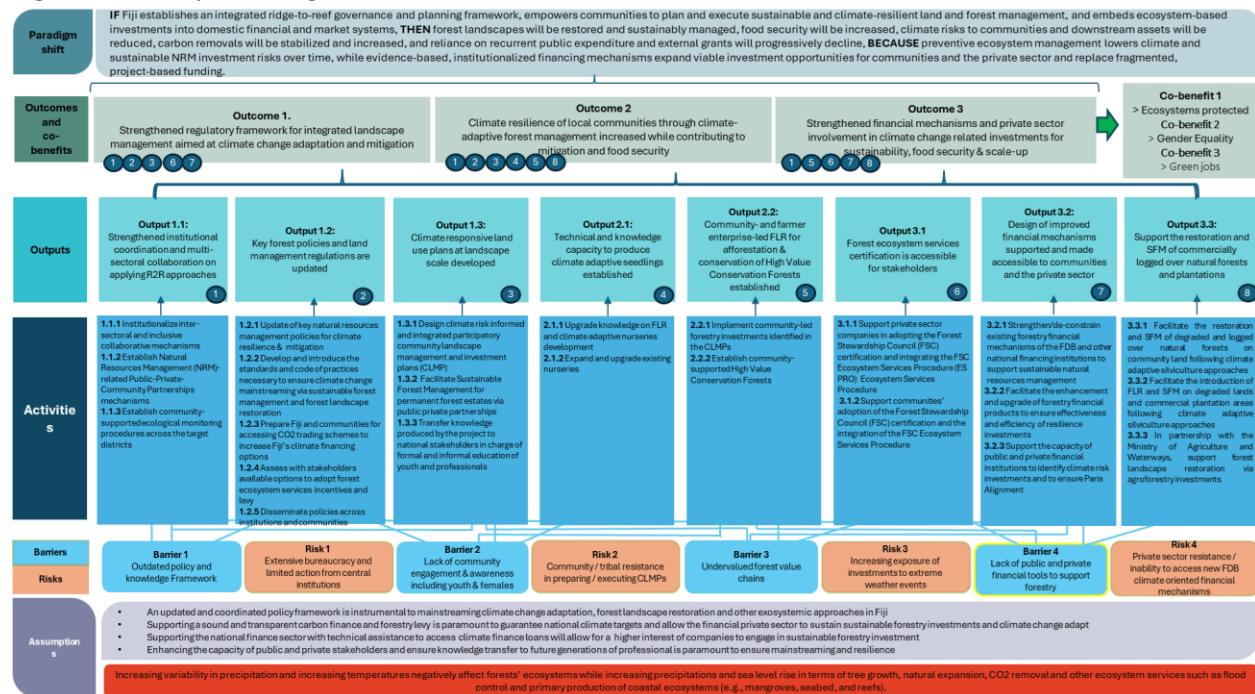 Paradigm
shift
IF Fiji establishes an integrated ridge-to-reef governance and planning framework, empowers communities to plan and execute sustainable and climate-resilient land and forest management, and embeds ecosystem-based
investments into domestic financial and market systems, THEN forest landscapes will be restored and sustainably managed, food security will be increased, climate risks to communities and downstream assets will be
reduced, carbon removals will be stabilized and increased, and reliance on recurrent public expenditure and external grants will progressively decline, BECAUSE preventive ecosystem management lowers climate and
sustainable NRM investment risks over time, while evidence-based, institutionalized financing mechanisms expand viable investment opportunities for communities and the private sector and replace fragmented,
project-based funding.
Outcomes
and
co-
benefits
Outcome 1.
Strengthened regulatory framework for integrated landscape
management aimed at climate change adaptation and mitigation
1 2 3 6 7
Outcome 2
Climate resilience of local communities through climate-
adaptive forest management increased while contributing to
mitigation and food security
1 2 3 4 5 8
Outcome 3
Strengthened financial mechanisms and private sector
involvement in climate change related investments for
sustainability, food security & scale-up
1 5 6 7 8
Co-benefit 1
> Ecosystems protected
Co-benefit 2
> Gender Equality
Co-benefit 3
> Green jobs
Outputs
Output 1.1:
Strengthened institutional
coordination and multi-
sectoral collaboration on
applying R2R approaches
1
Output 1.2:
Key forest policies and land
management regulations are
updated
2
Output 1.3:
Climate responsive land
use plans at landscape
scale developed
3
Output 2.1:
Technical and knowledge
capacity to produce
climate adaptive seedlings
established
4
Output 2.2:
Community- and farmer
enterprise-led FLR for
afforestation &
conservation of High Value
Conservation Forests
established
5
Output 3.1
Forest ecosystem services
certification is accessible
for stakeholders
6
Output 3.2:
Design of improved
financial mechanisms
supported and made
accessible to communities
and the private sector
7
Output 3.3:
Support the restoration and
SFM of commercially
logged over natural forests
and plantations
8
Activitie
s
1.1.1 Institutionalize inter-
sectoral and inclusive
collaborative mechanisms
1.1.2 Establish Natural
Resources Management (NRM)-
related Public-Private-
Community Partnerships
mechanisms
1.1.3 Establish community-
supported ecological monitoring
procedures across the target
districts
1.2.1 Update of key natural resources
management policies for climate
resilience & mitigation
1.2.2 Develop and introduce the
standards and code of practices
necessary to ensure climate change
mainstreaming via sustainable forest
management and forest landscape
restoration
1.2.3 Prepare Fiji and communities for
accessing CO2 trading schemes to
increase Fiji's climate financing
options
1.2.4 Assess with stakeholders
available options to adopt forest
ecosystem services incentives and
levy
1.2.5 Disseminate policies across
institutions and communities
1.3.1 Design climate risk informed
and integrated participatory
community landscape
management and investment
plans (CLMP)
1.3.2 Facilitate Sustainable
Forest Management for
permanent forest estates via
public private partnerships
1.3.3 Transfer knowledge
produced by the project to
national stakeholders in charge of
formal and informal education of
youth and professionals
2.1.1 Upgrade knowledge on FLR
and climate adaptive nurseries
development
2.1.2 Expand and upgrade existing
nurseries
2.2.1 Implement community-led
forestry investments identified in
the CLMPs
2.2.2 Establish community-
supported High Value
Conservation Forests
3.1.1 Support private sector
companies in adopting the Forest
Stewardship Council (FSC)
certification and integrating the FSC
Ecosystem Services Procedure (ES
PRO) Ecosystem Services
Procedure
3.1.2 Support communities'
adoption of the Forest Stewardship
Council (FSC) certification and the
integration of the FSC Ecosystem
Services Procedure
3.2.1 Strengthen/de-constrain
existing forestry financial
mechanisms of the FDB and other
national financing institutions to
support sustainable natural
resources management
3.2.2 Facilitate the enhancement
and upgrade of forestry financial
products to ensure effectiveness
and efficiency of resilience
investments
3.2.3 Support the capacity of
public and private financial
institutions to identify climate risk
investments and to ensure Paris
Alignment
3.3.1 Facilitate the restoration
and SFM of degraded and logged
over natural forests on
community land following climate
adaptive silviculture approaches
3.3.2 Facilitate the introduction of
FLR and SFM on degraded lands
and commercial plantation areas
following climate adaptive
silviculture approaches
3.3.3 In partnership with the
Ministry of Agriculture and
Waterways, support forest
landscape restoration via
agroforestry investments
Barriers
Risks
Barrier 1
Outdated policy and
knowledge Framework
Risk 1
Extensive bureaucracy and
limited action from central
institutions
Barrier 2
Lack of community
engagement & awareness
including youth & females
Risk 2
Community / tribal resistance
in preparing / executing CLMPs
Barrier 3
Undervalued forest value
chains
Risk 3
Increasing exposure of
investments to extreme
weather events
Barrier 4
Lack of public and private
financial tools to support
forestry
Risk 4
Private sector resistance /
inability to access new FDB
climate oriented financial
mechanisms
Assumption
s
• An updated and coordinated policy framework is instrumental to mainstreaming climate change adaptation, forest landscape restoration and other exosystemic approaches in Fiji
• Supporting a sound and transparent carbon finance and forestry levy is paramount to guarantee national climate targets and allow the financial private sector to sustain sustainable forestry investments and climate change adapt
• Supporting the national finance sector with technical assistance to access climate finance loans will allow for a higher interest of companies to engage in sustainable forestry investment
• Enhancing the capacity of public and private stakeholders and ensure knowledge transfer to future generations of professional is paramount to ensure mainstreaming and resilience
Increasing variability in precipitation and increasing temperatures negatively affect forests' ecosystems while increasing precipitations and sea level rise in terms of tree growth, natural expansion, CO2 removal and other ecosystem services such as flood
control and primary production of coastal ecosystems (e.g., mangroves, seabed, and reefs).